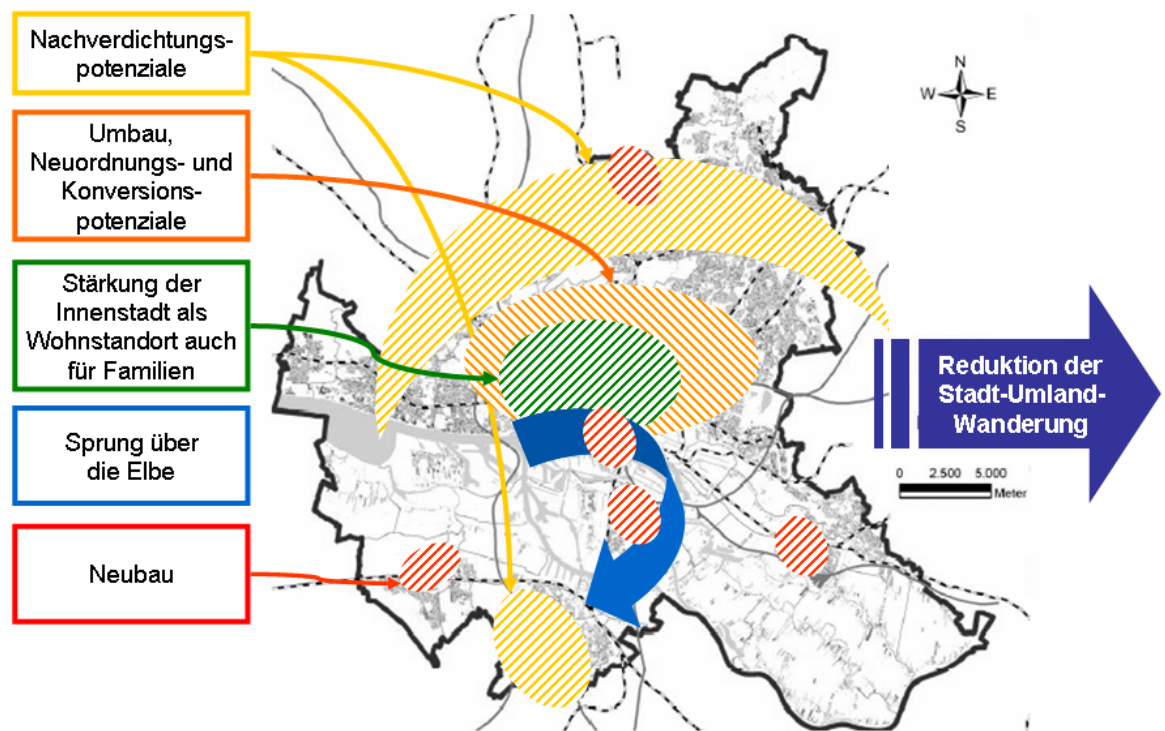 Nachverdichtungs-
potenziale
Umbau,
Neuordnungs- und
Konversions-
potenziale
Stärkung der
Innenstadt als
Wohnstandort auch
für Familien
Sprung über
die Elbe
Neubau
N
W E
S
Reduktion der
Stadt-Umland-
Wanderung
0 2.500 5.000
Meter